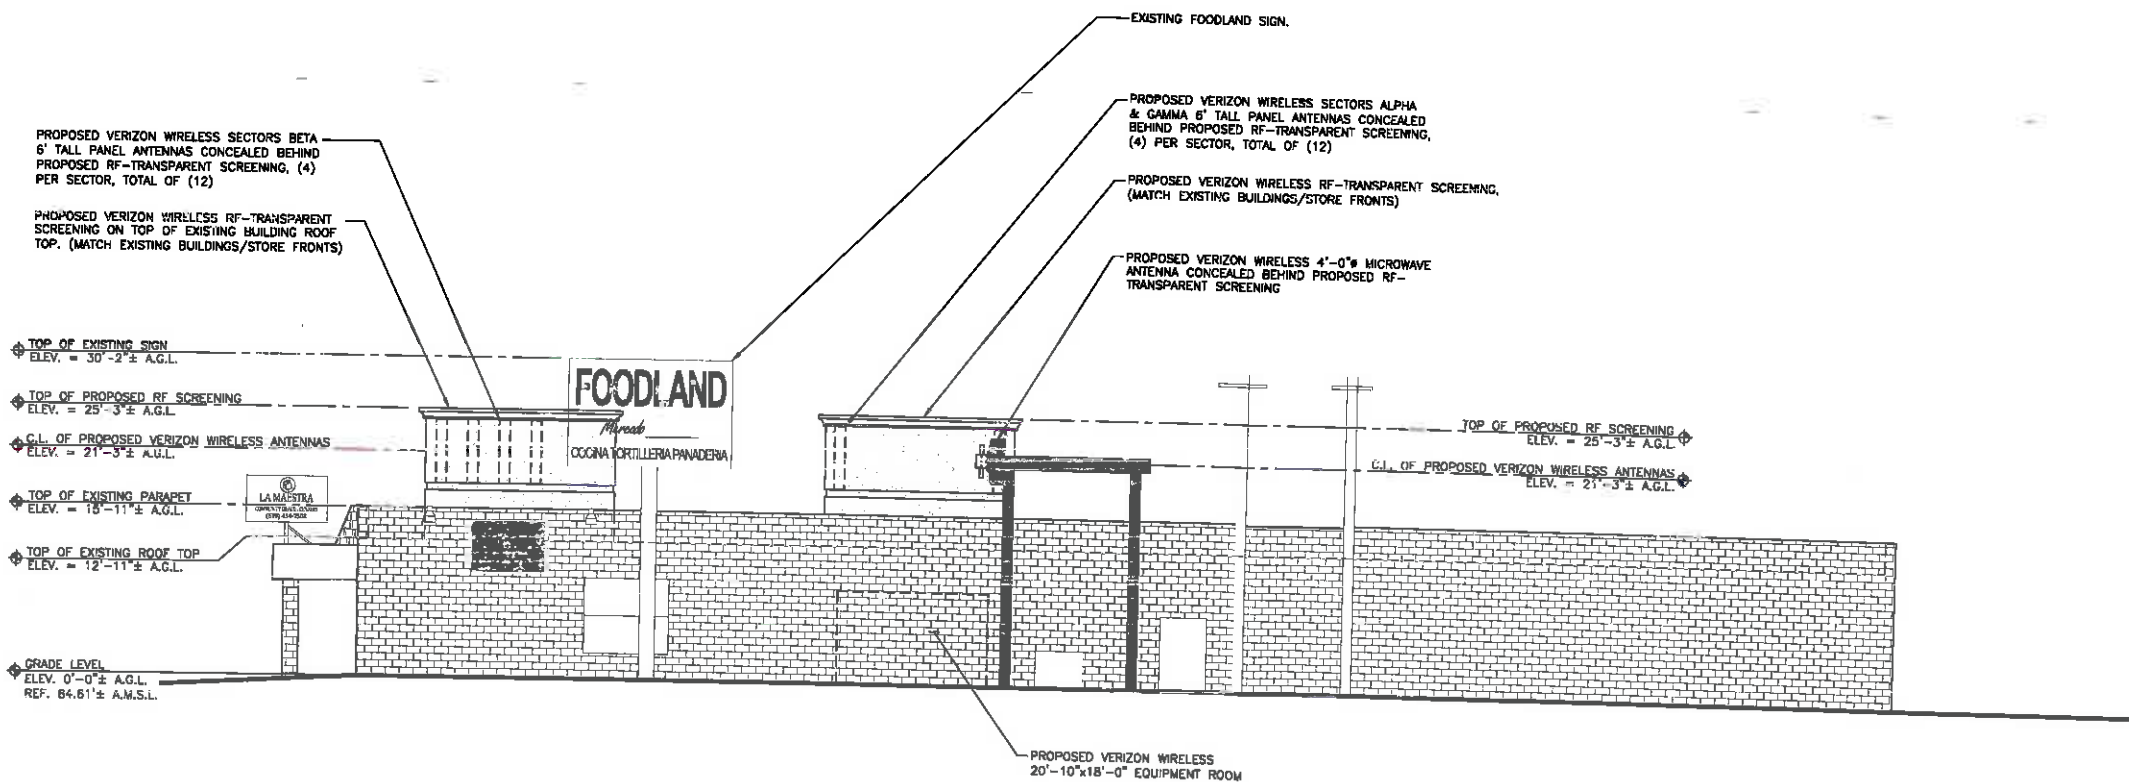 EXISTING FOODLAND SIGN.
PROPOSED VERIZON WIRELESS SECTORS ALPHA
& GAMMA 6' TALL PANEL ANTENNAS CONCEALED
BEHIND PROPOSED RF-TRANSPARENT SCREENING,
(4) PER SECTOR, TOTAL OF (12)
PROPOSED VERIZON WIRELESS SECTORS BETA
6' TALL PANEL ANTENNAS CONCEALED BEHIND
PROPOSED RF-TRANSPARENT SCREENING, (4)
PER SECTOR, TOTAL OF (12)
PROPOSED VERIZON WIRELESS RF-TRANSPARENT SCREENING,
(MATCH EXISTING BUILDINGS/STORE FRONTS)
PROPOSED VERIZON WIRELESS RF-TRANSPARENT
SCREENING ON TOP OF EXISTING BUILDING ROOF
TOP. (MATCH EXISTING BUILDINGS/STORE FRONTS)
PROPOSED VERIZON WIRELESS 4'-0"ø MICROWAVE
ANTENNA CONCEALED BEHIND PROPOSED RF-
TRANSPARENT SCREENING
TOP OF EXISTING SIGN
ELEV. = 30'-2"± A.G.L.
FOODLAND
Mercado
COCINA TORTILLERIA PANADERIA
TOP OF PROPOSED RF SCREENING
ELEV. = 25'-3"± A.G.L.
C.L. OF PROPOSED VERIZON WIRELESS ANTENNAS
ELEV. = 21'-3"± A.G.L.
TOP OF PROPOSED RF SCREENING
ELEV. = 25'-3"± A.G.L.
C.L. OF PROPOSED VERIZON WIRELESS ANTENNAS
ELEV. = 21'-3"± A.G.L.
TOP OF EXISTING PARAPET
ELEV. = 15'-11"± A.G.L.
LA MAESTRA
TOP OF EXISTING ROOF TOP
ELEV. = 12'-11"± A.G.L.
GRADE LEVEL
ELEV. 0'-0"± A.G.L.
REF. 64.61'± A.M.S.L.
PROPOSED VERIZON WIRELESS
20'-10"x18'-0" EQUIPMENT ROOM